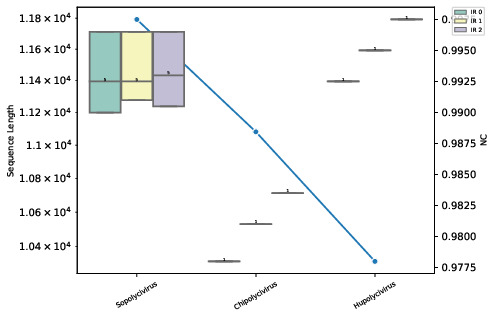 1.18 × 10⁴
1.16 × 10⁴
1.14 × 10⁴
1.12 × 10⁴
1.1 × 10⁴
1.08 × 10⁴
1.06 × 10⁴
1.04 × 10⁴
Sequence Length
Sopolycivirus
Chipolycivirus
Hupolycivirus
0.9950
0.9925
0.9900
0.9875
0.9850
0.9825
0.9800
0.9775
NC
IR 0
IR 1
IR 2